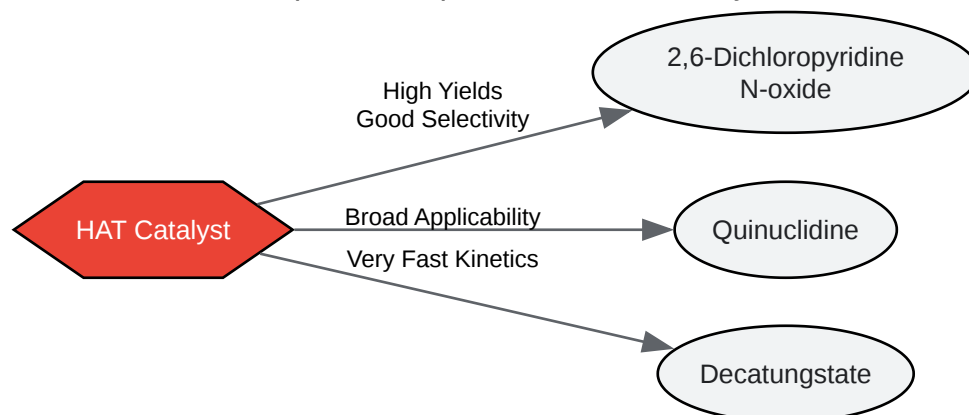 2,6-Dichloropyridine
N-oxide
High Yields
Good Selectivity
HAT Catalyst
Broad Applicability
Quinuclidine
Very Fast Kinetics
Decatungstate